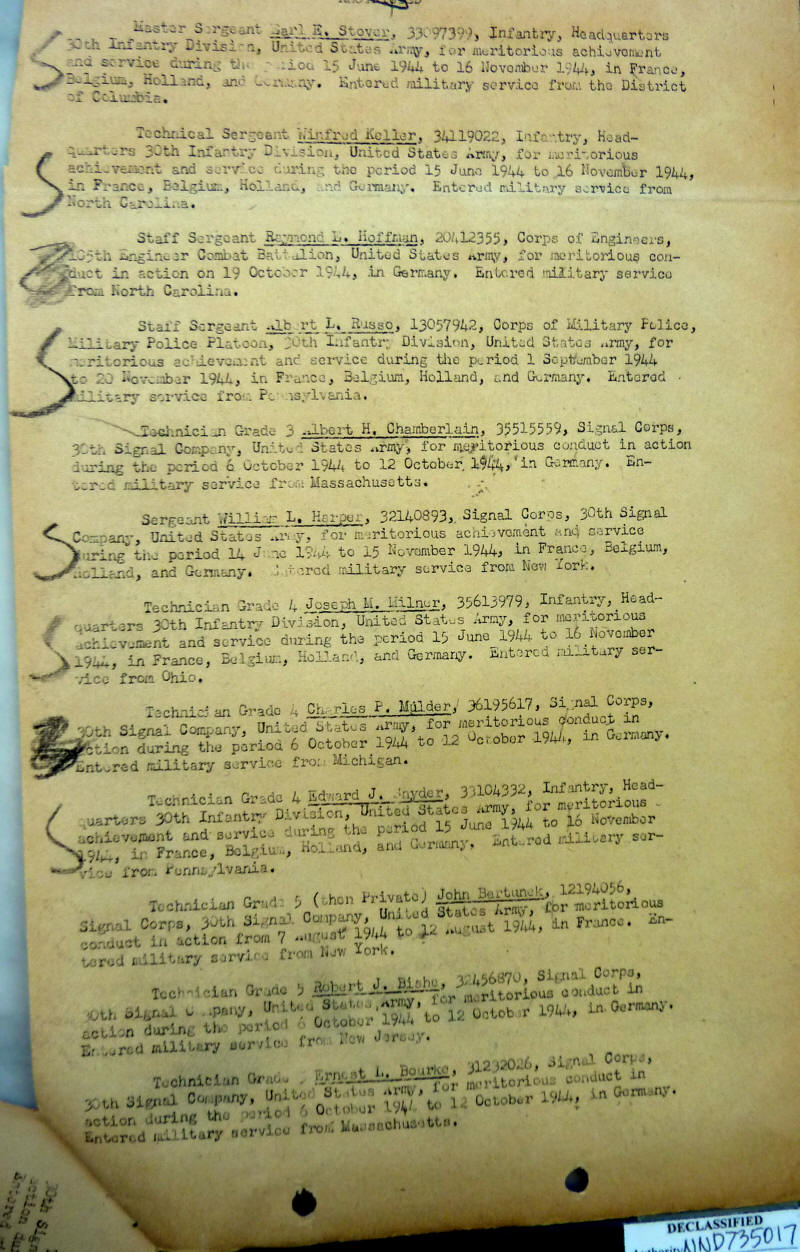 Master Sergeant Earl E. Stover, 33097399, Infantry, Headquarters
30th Infantry Division, United States Army, for meritorious achievement
and service during the 15 June 1944 to 16 November 1944, in France,
Belgium, Holland, and Germany. Entered military service from the District
of Columbia.
Technical Sergeant Winfred Keller, 34119022, Infantry, Head-
quarters 30th Infantry Division, United States Army, for meritorious
achievement and service during the period 15 June 1944 to 16 November 1944,
in France, Belgium, Holland, and Germany. Entered military service from
North Carolina.
Staff Sergeant Raymond L. Hoffman, 20412355, Corps of Engineers,
105th Engineer Combat Battalion, United States Army, for meritorious con-
duct in action on 19 October 1944, in Germany. Entered military service
from North Carolina.
Staff Sergeant Albert L. Russo, 13057942, Corps of Military Police,
Military Police Platoon, 30th Infantry Division, United States Army, for
meritorious achievement and service during the period 1 September 1944
to 20 November 1944, in France, Belgium, Holland, and Germany. Entered
military service from Pennsylvania.
Technician Grade 3 Albert H. Chamberlain, 35515559, Signal Corps,
30th Signal Company, United States Army, for meritorious conduct in action
during the period 6 October 1944 to 12 October 1944, in Germany. En-
tered military service from Massachusetts.
Sergeant William L. Harper, 32140893, Signal Corps, 30th Signal
Company, United States Army, for meritorious achievement and service
during the period 14 June 1944 to 15 November 1944, in France, Belgium,
Holland, and Germany. Entered military service from New York.
Technician Grade 4 Joseph M. Milner, 35613979, Infantry, Head-
quarters 30th Infantry Division, United States Army, for meritorious
achievement and service during the period 15 June 1944 to 16 November
1944, in France, Belgium, Holland, and Germany. Entered military ser-
vice from Ohio.
Technician Grade 4 Charles P. Mulder, 36195617, Signal Corps,
30th Signal Company, United States Army, for meritorious conduct in
action during the period 6 October 1944 to 12 October 1944, in Germany.
Entered military service from Michigan.
Technician Grade 4 Edward J. Snyder, 33104332, Infantry, Head-
quarters 30th Infantry Division, United States Army, for meritorious
achievement and service during the period 15 June 1944 to 16 November
1944, in France, Belgium, Holland, and Germany. Entered military ser-
vice from Pennsylvania.
Technician Grade 5 (then Private) John Bartunek, 12194056,
Signal Corps, 30th Signal Company, United States Army, for meritorious
conduct in action from 7 August 1944 to 12 August 1944, in France. En-
tered military service from New York.
Technician Grade 5 Robert J. 32456870, Signal Corps,
30th Signal Company, United States Army, for meritorious conduct in
action during the period 6 October 1944 to 12 October 1944, in Germany.
Entered military service from New Jersey.
Technician Grade Ernest L. Bourke, 31232026, Signal Corps,
30th Signal Company, United States Army, for meritorious conduct in
action during the period 6 October 1944 to 12 October 1944, in Germany.
Entered military service from Massachusetts.
DECLASSIFIED
Authority NND735017